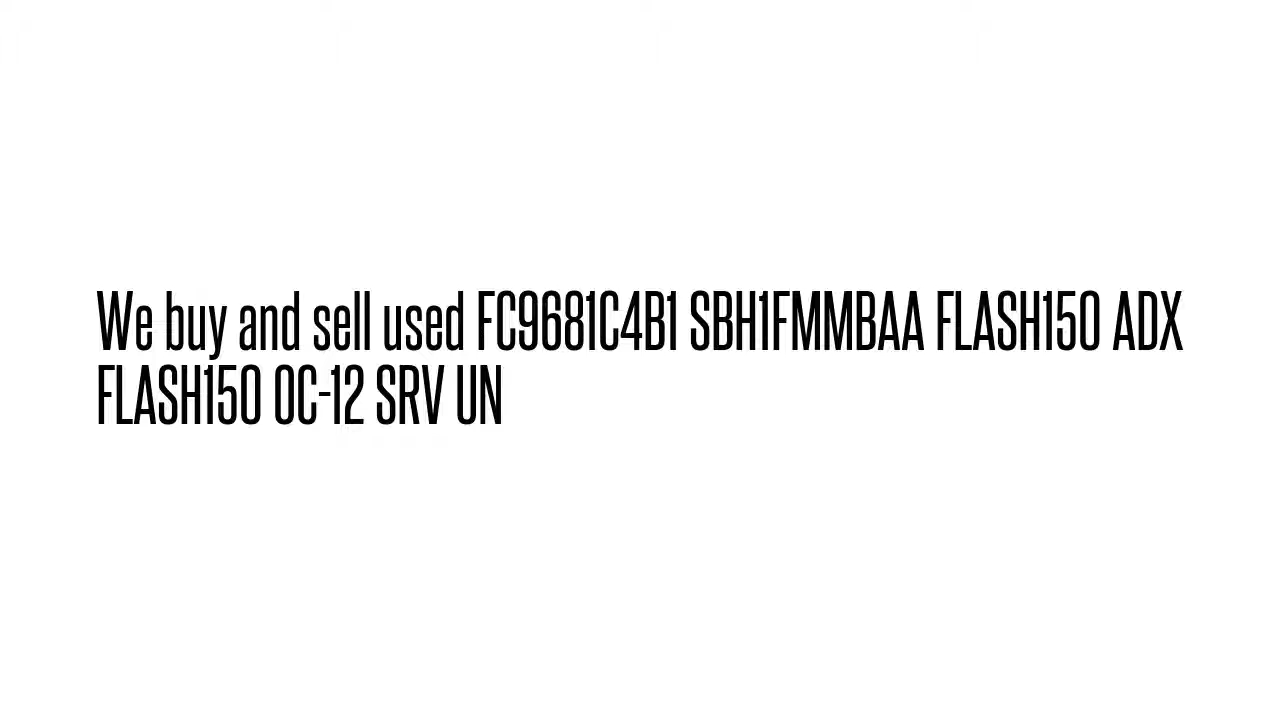 We buy and sell used FC9681C4B1 SBH1FMMBAA FLASH150 ADX
FLASH150 OC-12 SRV UN